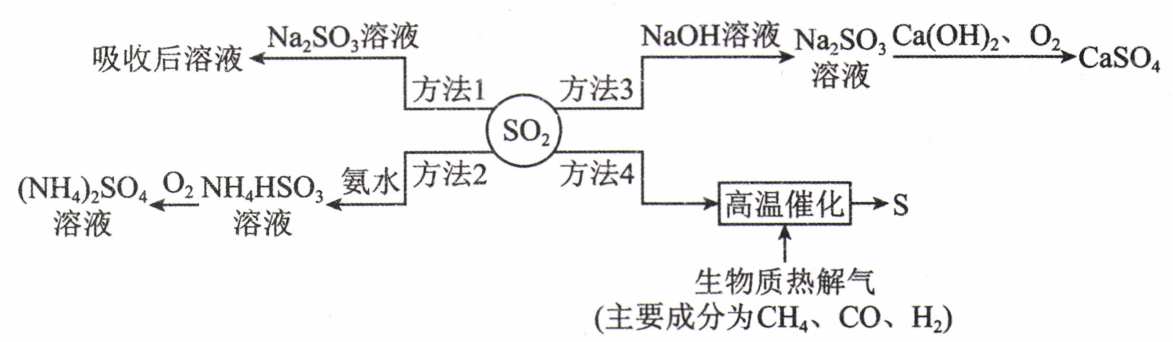 吸收后溶液
Na₂SO₃溶液
方法1
方法3
NaOH溶液
Na₂SO₃
溶液
Ca(OH)₂、O₂
CaSO₄
SO₂
(NH₄)₂SO₄
溶液
O₂
NH₄HSO₃
溶液
氨水
方法2
方法4
高温催化
S
生物质热解气
(主要成分为CH₄、CO、H₂)